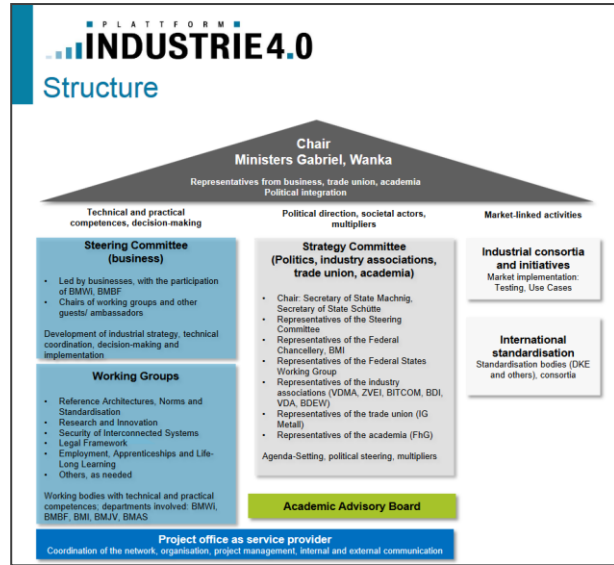 PLATTFORM
INDUSTRIE 4.0
Structure
Chair
Ministers Gabriel, Wanka
Representatives from business, trade union, academia
Political integration
Technical and practical
competences, decision-making
Steering Committee
(business)
• Led by businesses, with the participation
of BMWi, BMBF
• Chairs of working groups and other
guests/ ambassadors
Development of industrial strategy, technical
coordination, decision-making and
implementation
Working Groups
• Reference Architectures, Norms and
Standardisation
• Research and Innovation
• Security of Interconnected Systems
• Legal Framework
• Employment, Apprenticeships and Life-
Long Learning
• Others, as needed
Working bodies with technical and practical
competences; departments involved: BMWi,
BMBF, BMI, BMJV, BMAS
Political direction, societal actors,
multipliers
Strategy Committee
(Politics, industry associations,
trade union, academia)
• Chair: Secretary of State Machnig,
Secretary of State Schütte
• Representatives of the Steering
Committee
• Representatives of the Federal
Chancellery, BMI
• Representatives of the Federal States
Working Group
• Representatives of the industry
associations (VDMA, ZVEI, BITCOM, BDI,
VDA, BDEW)
• Representatives of the trade union (IG
Metall)
• Representatives of the academia (FhG)
Agenda-Setting, political steering, multipliers
Academic Advisory Board
Market-linked activities
Industrial consortia
and initiatives
Market implementation:
Testing, Use Cases
International
standardisation
Standardisation bodies (DKE
and others), consortia
Project office as service provider
Coordination of the network, organisation, project management, internal and external communication